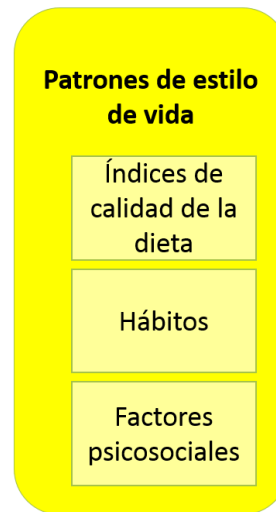 Patrones de estilo
de vida
Índices de
calidad de la
dieta
Hábitos
Factores
psicosociales